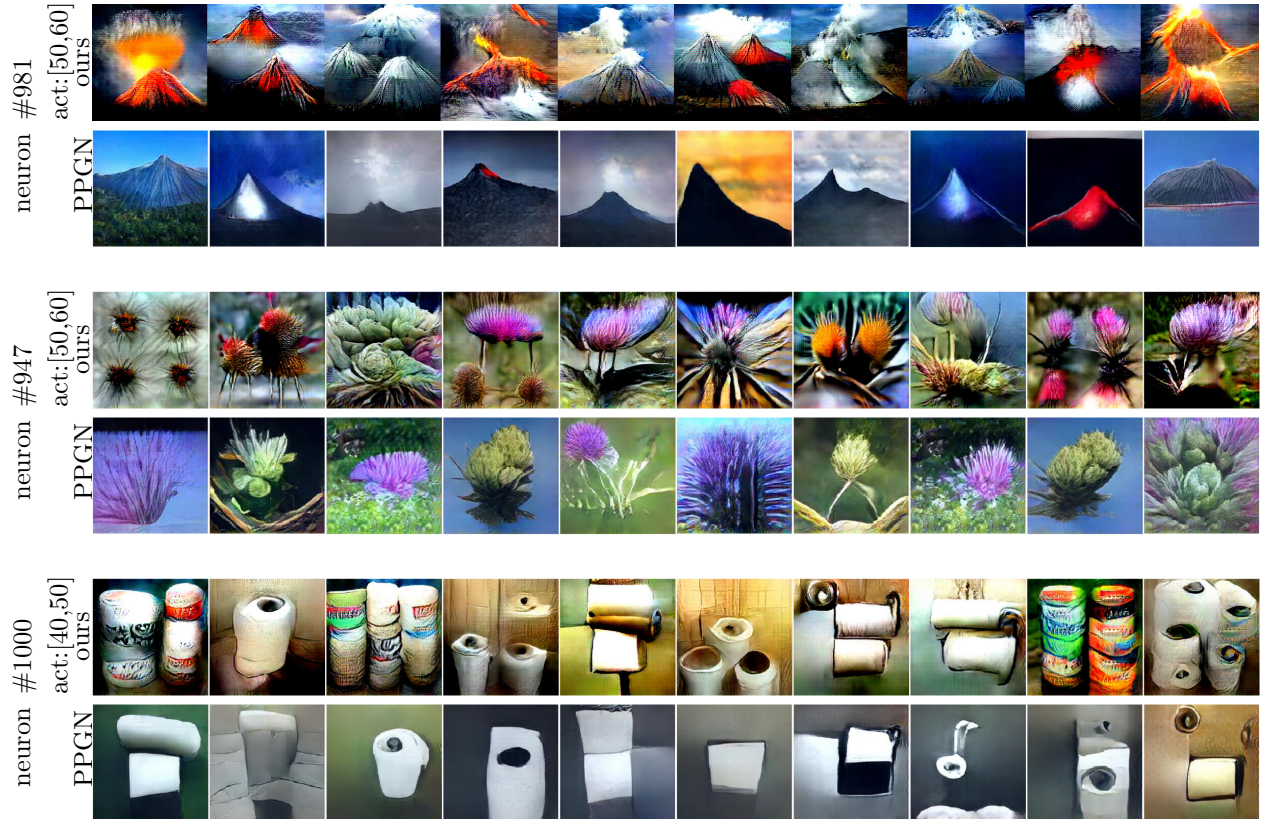 neuron #981
act:[50,60]
ours
PPGN
neuron #947
act:[50,60]
ours
PPGN
neuron #1000
act:[40,50]
ours
PPGN